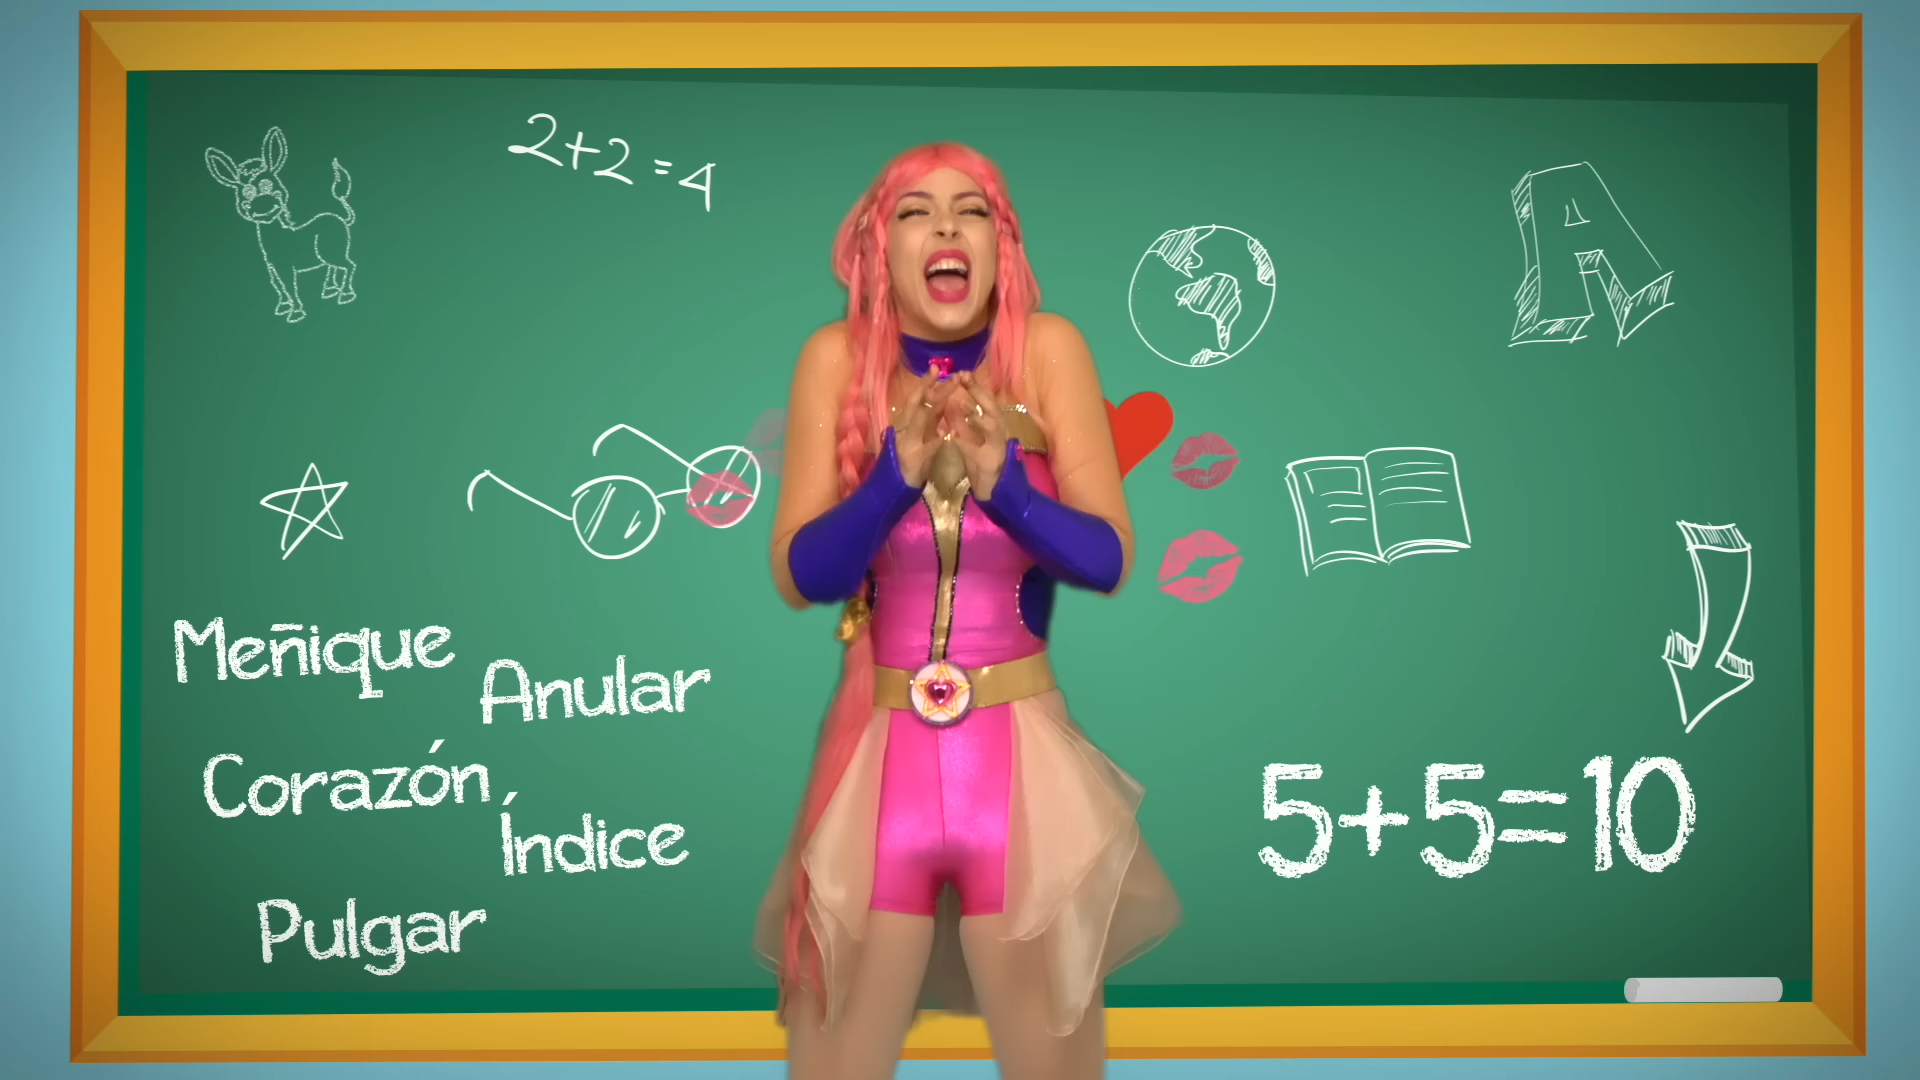 2+2=4
A
Meñique
Anular
Corazón
Índice
Pulgar
5+5=10